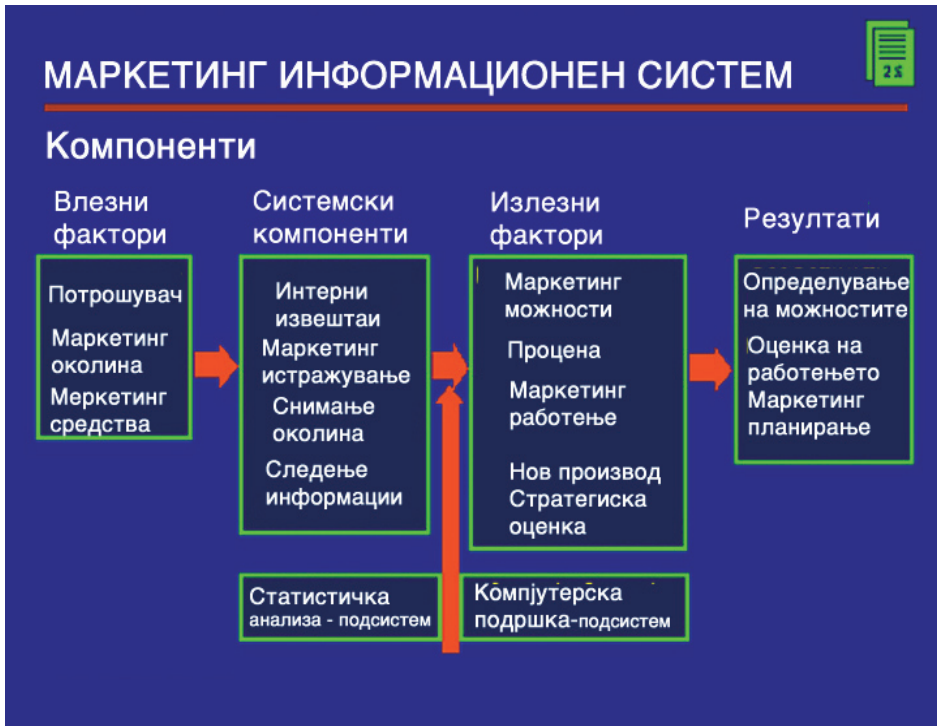 МАРКЕТИНГ ИНФОРМАЦИОНЕН СИСТЕМ
Компоненти
Влезни
фактори
Потрошувач
Маркетинг
околина
Меркетинг
средства
Системски
компоненти
Интерни
извештаи
Маркетинг
истражување
Снимање
околина
Следење
информации
Излезни
фактори
Маркетинг
можности
Процена
Маркетинг
работење
Нов производ
Стратегиска
оценка
Резултати
Определување
на можностите
Оценка на
работењето
Маркетинг
планирање
Статистичка
анализа - подсистем
Компјутерска
подршка-подсистем